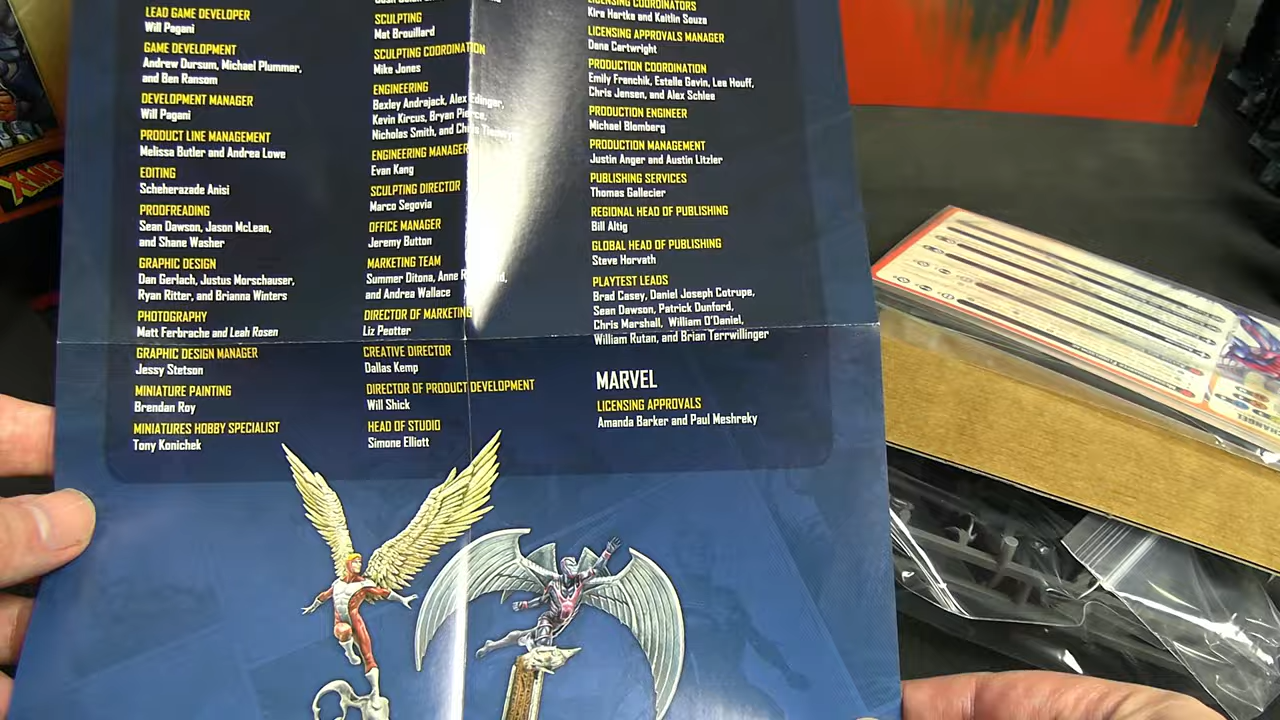 LEAD GAME DEVELOPER
Will Pagani
GAME DEVELOPMENT
Andrew Dursum, Michael Plummer,
and Ben Ransom
DEVELOPMENT MANAGER
Will Pagani
PRODUCT LINE MANAGEMENT
Melissa Butler and Andrea Lowe
EDITING
Scheherazade Anisi
PROOFREADING
Sean Dawson, Jason McLean,
and Shane Washer
GRAPHIC DESIGN
Dan Gerlach, Justus Morschauser,
Ryan Ritter, and Brianna Winters
PHOTOGRAPHY
Matt Ferbrache and Leah Rosen
GRAPHIC DESIGN MANAGER
Jessy Stetson
MINIATURE PAINTING
Brendan Roy
MINIATURES HOBBY SPECIALIST
Tony Konichek
SCULPTING
Mat Brouillard
SCULPTING COORDINATION
Mike Jones
ENGINEERING
Bexley Andrajack, Alex Edinger,
Kevin Kircus, Bryan Pierce,
Nicholas Smith, and Chris
ENGINEERING MANAGER
Evan Kang
SCULPTING DIRECTOR
Marco Segovia
OFFICE MANAGER
Jeremy Button
MARKETING TEAM
Summer Ditona, Anne
and Andrea Wallace
DIRECTOR OF MARKETING
Liz Peotter
CREATIVE DIRECTOR
Dallas Kemp
DIRECTOR OF PRODUCT DEVELOPMENT
Will Shick
HEAD OF STUDIO
Simone Elliott
LICENSING COORDINATORS
Kira Hartke and Kaitlin Souza
LICENSING APPROVALS MANAGER
Dana Cartwright
PRODUCTION COORDINATION
Emily Frenchik, Estelle Gavin, Lea Houff,
Chris Jensen, and Alex Schlee
PRODUCTION ENGINEER
Michael Blomberg
PRODUCTION MANAGEMENT
Justin Anger and Austin Litzler
PUBLISHING SERVICES
Thomas Gallecier
REGIONAL HEAD OF PUBLISHING
Bill Altig
GLOBAL HEAD OF PUBLISHING
Steve Horvath
PLAYTEST LEADS
Brad Casey, Daniel Joseph Cotrupe,
Sean Dawson, Patrick Dunford,
Chris Marshall, William O'Daniel,
William Rutan, and Brian Terrwillinger
MARVEL
LICENSING APPROVALS
Amanda Barker and Paul Meshreky